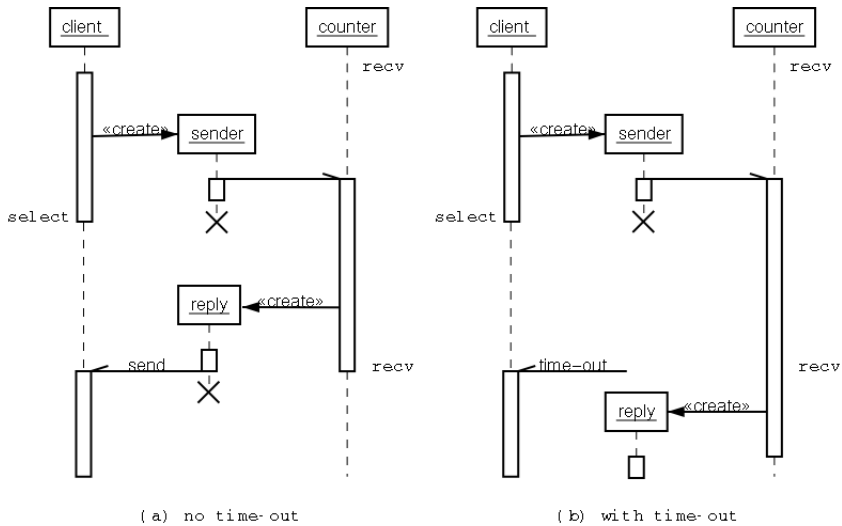 client
counter
recv
«create»
sender
select
reply
«create»
send
recv
(a) no time-out
client
counter
recv
«create»
sender
select
time-out
recv
reply
«create»
(b) with time-out